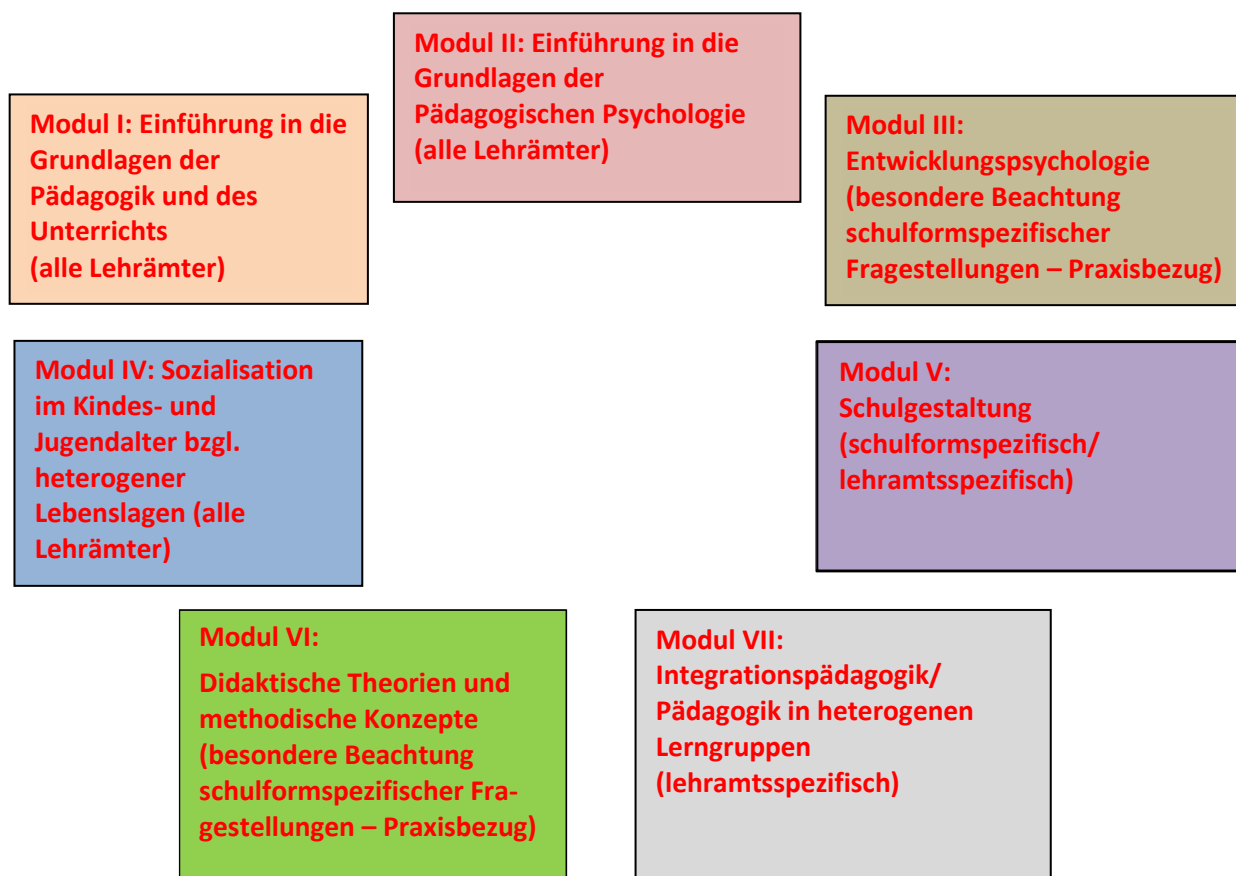 Modul I: Einführung in die
Grundlagen der
Pädagogik und des
Unterrichts
(alle Lehrämter)
Modul II: Einführung in die
Grundlagen der
Pädagogischen Psychologie
(alle Lehrämter)
Modul III:
Entwicklungspsychologie
(besondere Beachtung
schulformspezifischer
Fragestellungen – Praxisbezug)
Modul IV: Sozialisation
im Kindes- und
Jugendalter bzgl.
heterogener
Lebenslagen (alle
Lehrämter)
Modul V:
Schulgestaltung
(schulformspezifisch/
lehramtsspezifisch)
Modul VI:
Didaktische Theorien und
methodische Konzepte
(besondere Beachtung
schulformspezifischer Fra-
gestellungen – Praxisbezug)
Modul VII:
Integrationspädagogik/
Pädagogik in heterogenen
Lerngruppen
(lehramtsspezifisch)